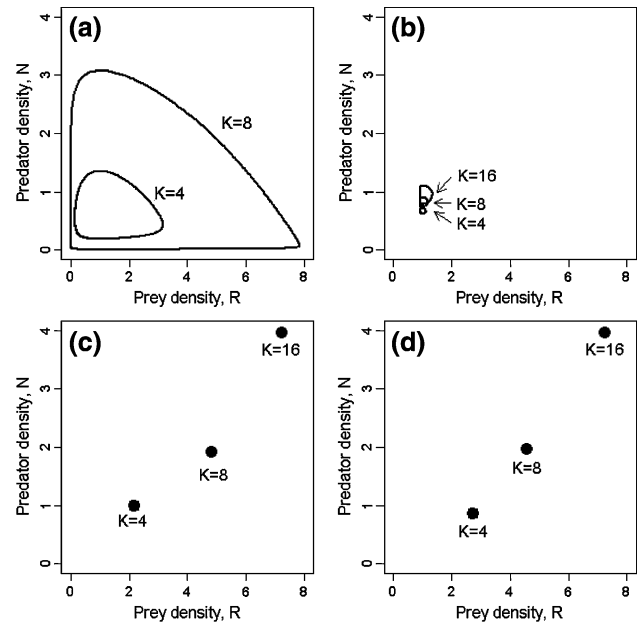 (a)
Predator density, N
4
3
2
1
0
K=8
K=4
0 2 4 6 8
Prey density, R
(b)
Predator density, N
4
3
2
1
0
K=16
K=8
K=4
0 2 4 6 8
Prey density, R
(c)
Predator density, N
4
3
2
1
0
K=16
K=8
K=4
0 2 4 6 8
Prey density, R
(d)
Predator density, N
4
3
2
1
0
K=16
K=8
K=4
0 2 4 6 8
Prey density, R